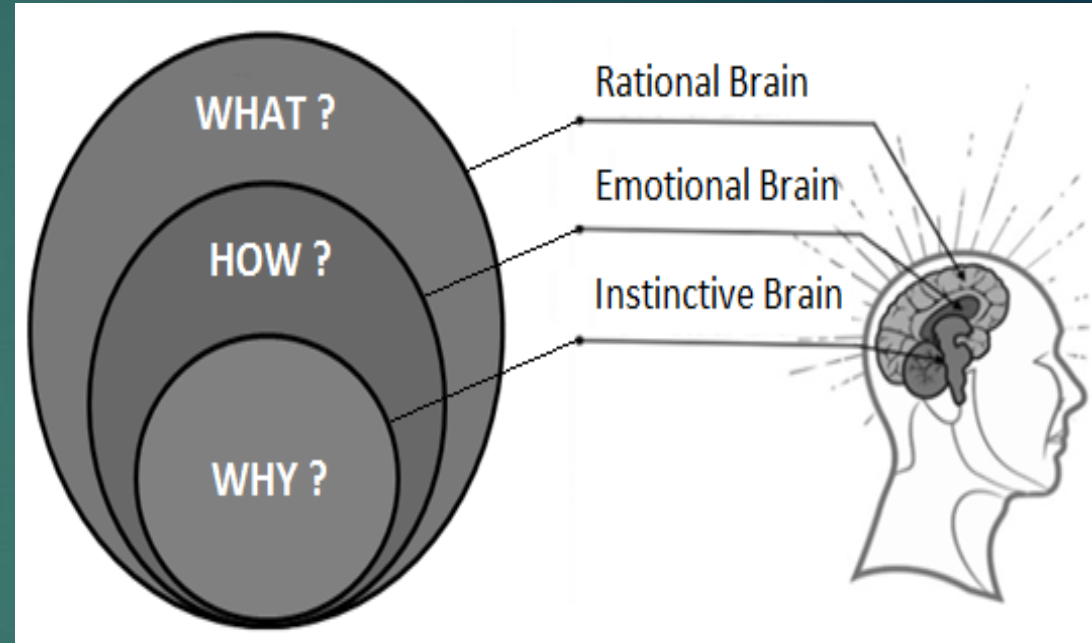 WHAT ?
HOW ?
WHY ?
Rational Brain
Emotional Brain
Instinctive Brain